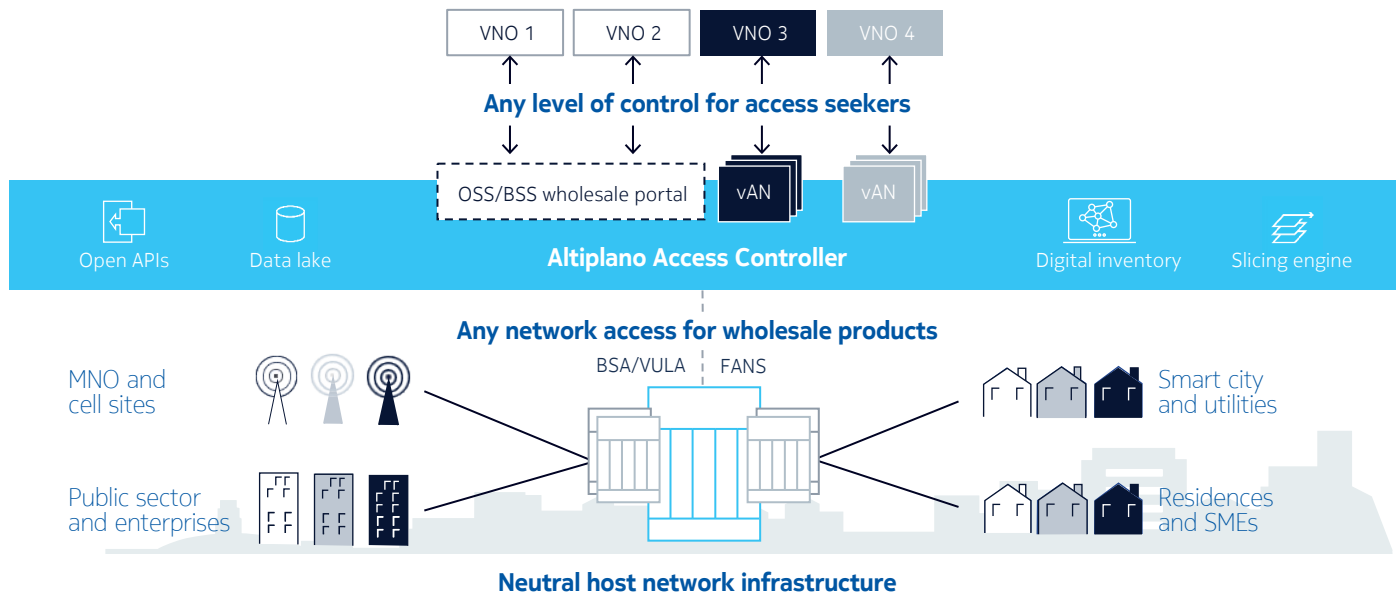 VNO 1
VNO 2
VNO 3
VNO 4
Any level of control for access seekers
OSS/BSS wholesale portal
vAN
vAN
Open APIs
Data lake
Altiplano Access Controller
Digital inventory
Slicing engine
Any network access for wholesale products
BSA/VULA
FANS
MNO and
cell sites
Smart city
and utilities
Public sector
and enterprises
Residences
and SMEs
Neutral host network infrastructure